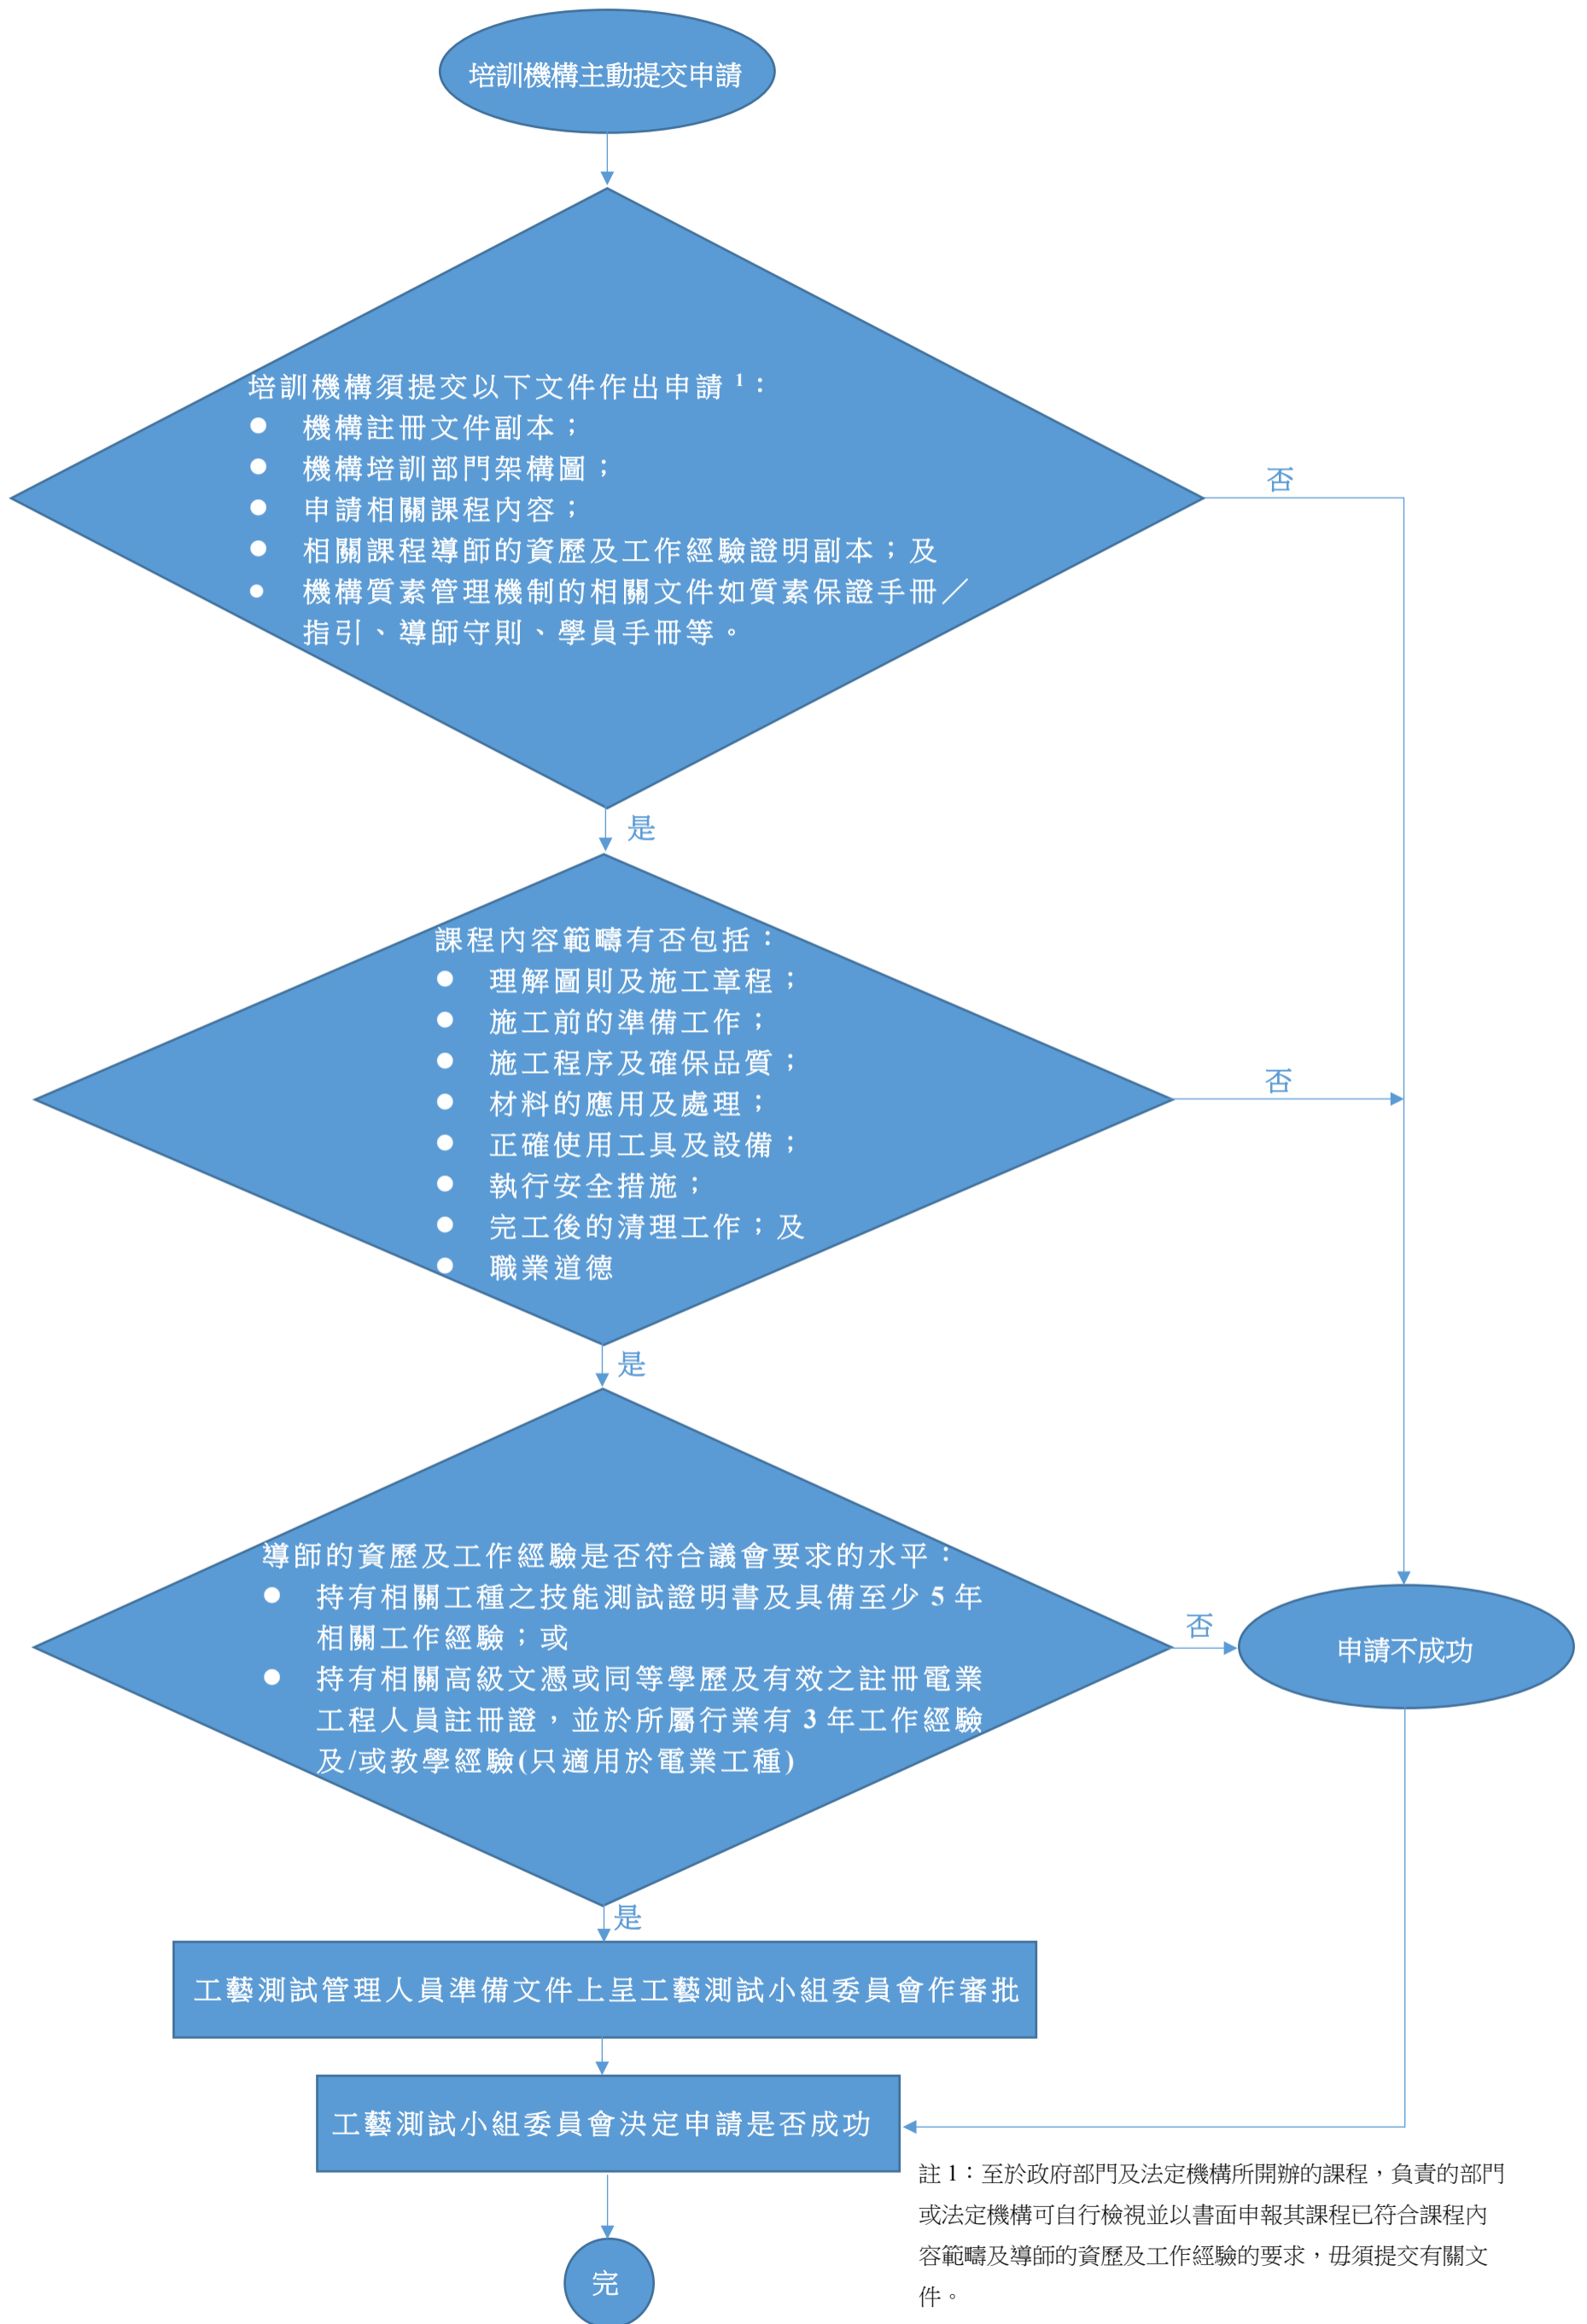 培訓機構主動提交申請
培訓機構須提交以下文件作出申請 1：
● 機構註冊文件副本；
● 機構培訓部門架構圖；
● 申請相關課程內容；
● 相關課程導師的資歷及工作經驗證明副本；及
● 機構質素管理機制的相關文件如質素保證手冊／
指引、導師守則、學員手冊等。
否
是
課程內容範疇有否包括：
● 理解圖則及施工章程；
● 施工前的準備工作；
● 施工程序及確保品質；
● 材料的應用及處理；
● 正確使用工具及設備；
● 執行安全措施；
● 完工後的清理工作；及
● 職業道德
否
是
導師的資歷及工作經驗是否符合議會要求的水平：
● 持有相關工種之技能測試證明書及具備至少 5 年
相關工作經驗；或
● 持有相關高級文憑或同等學歷及有效之註冊電業
工程人員註冊證，並於所屬行業有 3 年工作經驗
及/或教學經驗(只適用於電業工種)
否
申請不成功
是
工藝測試管理人員準備文件上呈工藝測試小組委員會作審批
工藝測試小組委員會決定申請是否成功
註 1：至於政府部門及法定機構所開辦的課程，負責的部門
或法定機構可自行檢視並以書面申報其課程已符合課程內
容範疇及導師的資歷及工作經驗的要求，毋須提交有關文
件。
完